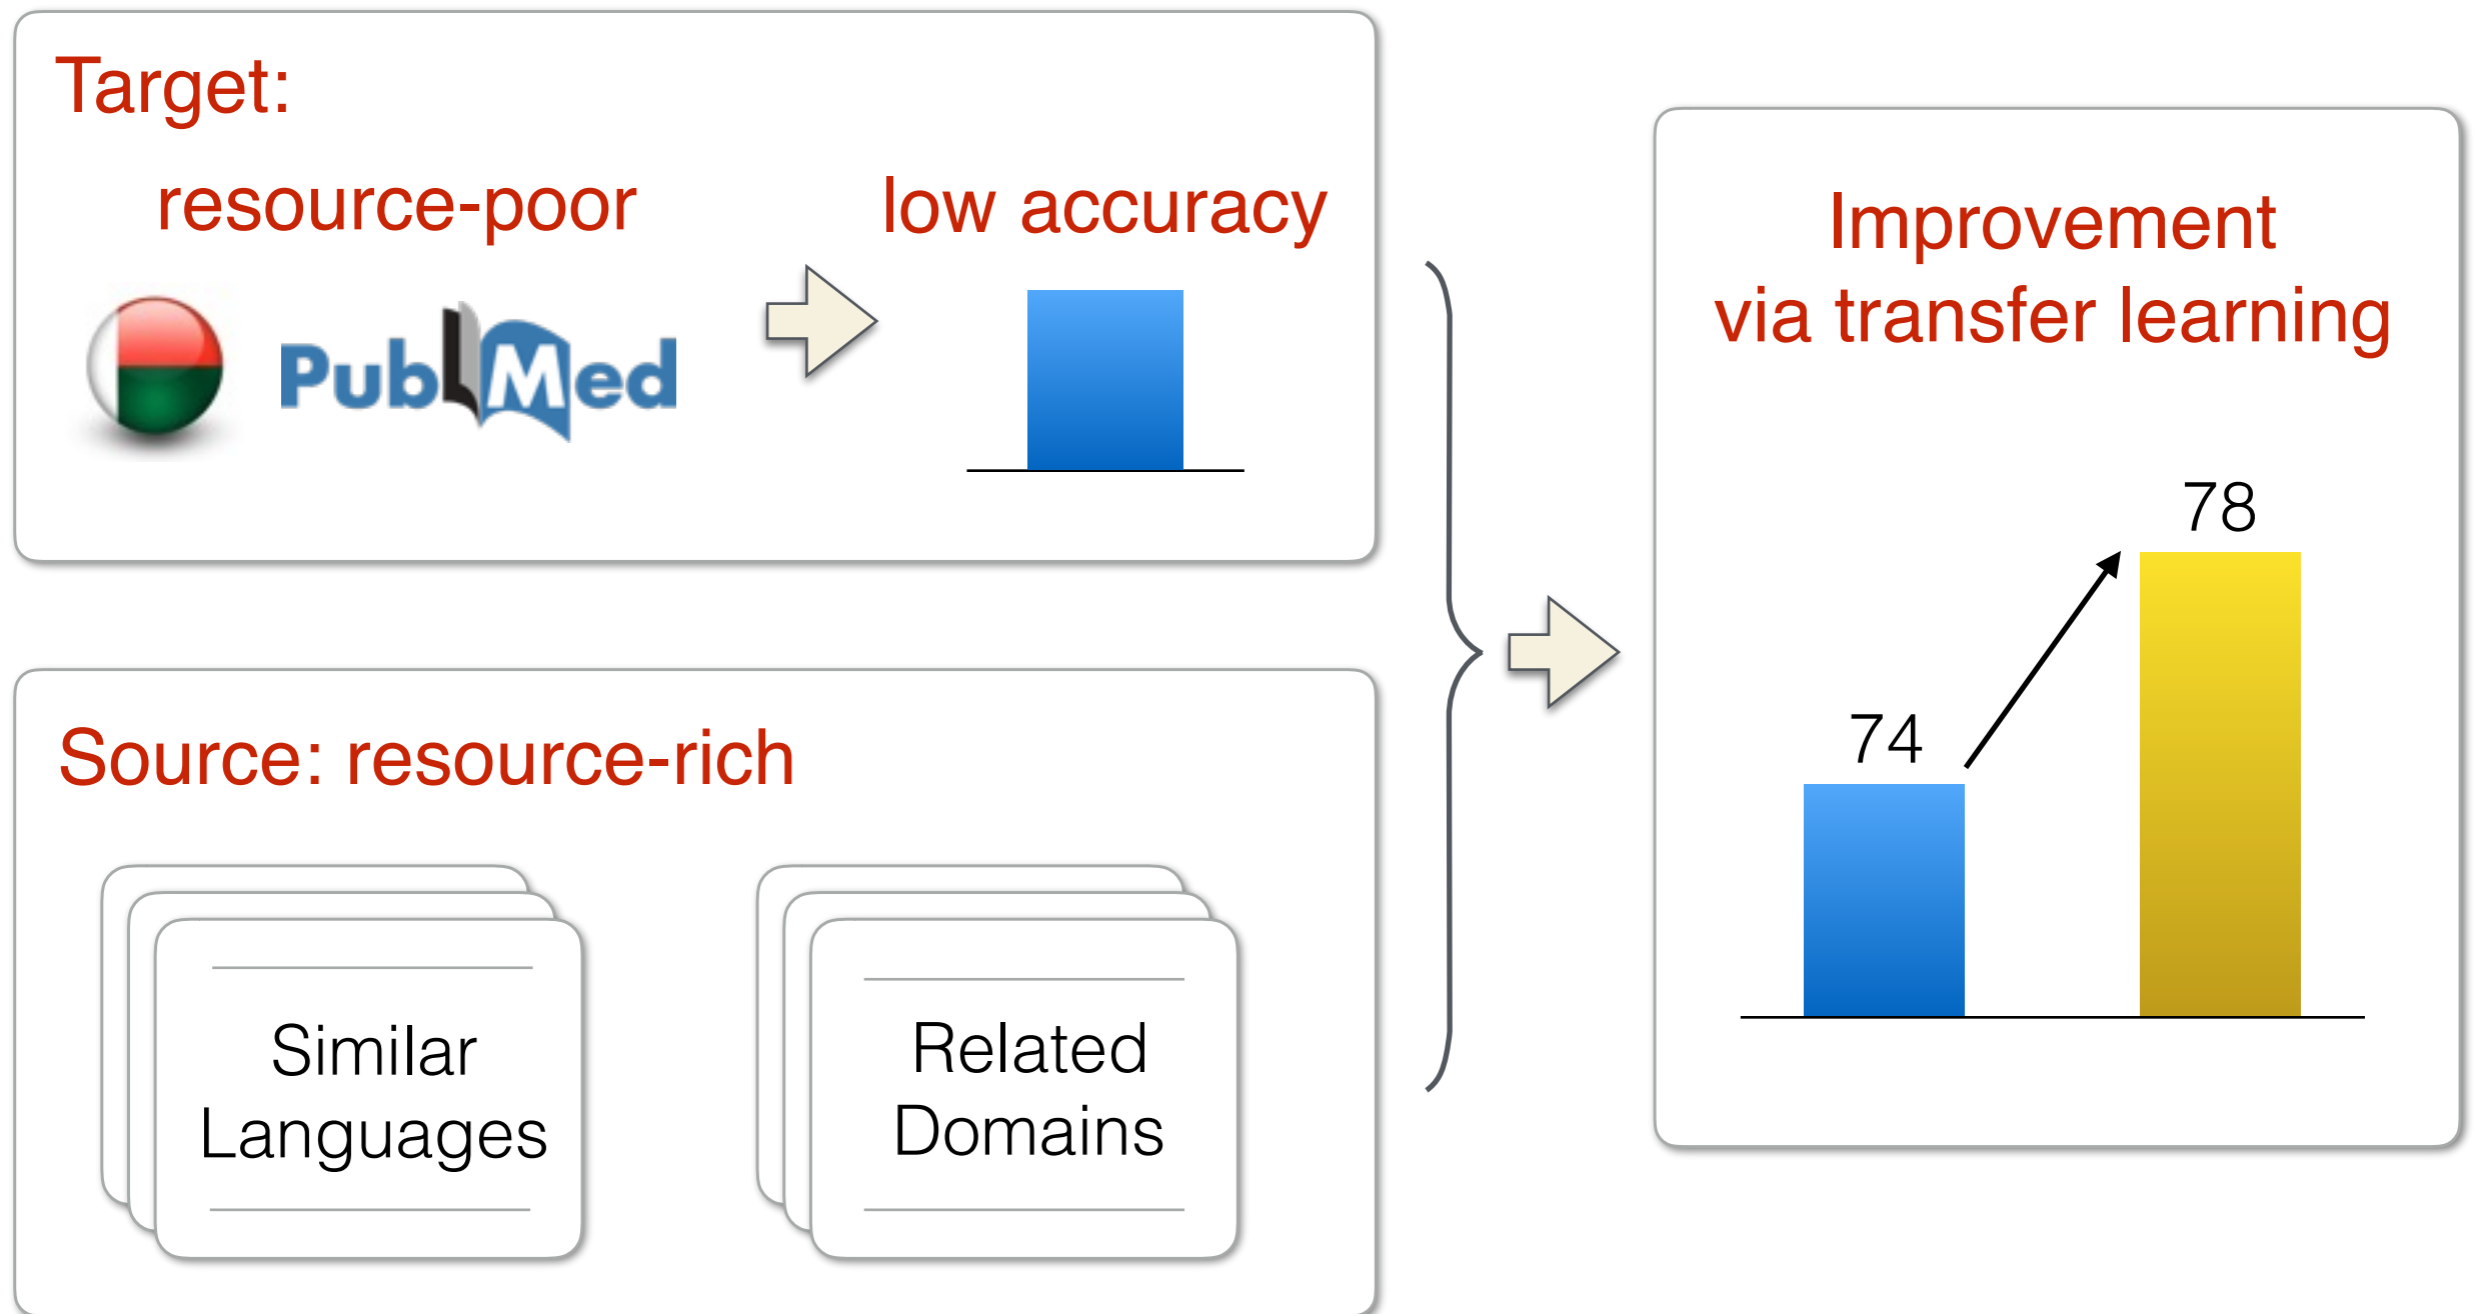 Target:
resource-poor
low accuracy
PubMed
Source: resource-rich
Similar
Languages
Related
Domains
Improvement
via transfer learning
78
74